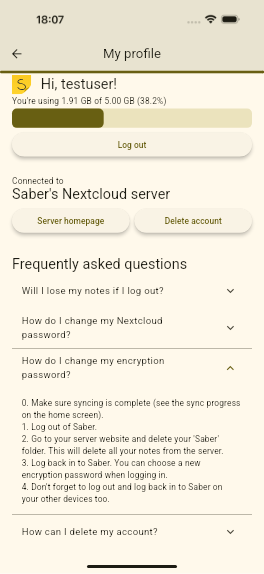 18:07
My profile
Hi, testuser!
You're using 1.91 GB of 5.00 GB (38.2%)
Log out
Connected to
Saber's Nextcloud server
Server homepage
Delete account
Frequently asked questions
Will I lose my notes if I log out?
How do I change my Nextcloud
password?
How do I change my encryption
password?
0. Make sure syncing is complete (see the sync progress
on the home screen).
1. Log out of Saber.
2. Go to your server website and delete your 'Saber'
folder. This will delete all your notes from the server.
3. Log back in to Saber. You can choose a new
encryption password when logging in.
4. Don't forget to log out and log back in to Saber on
your other devices too.
How can I delete my account?